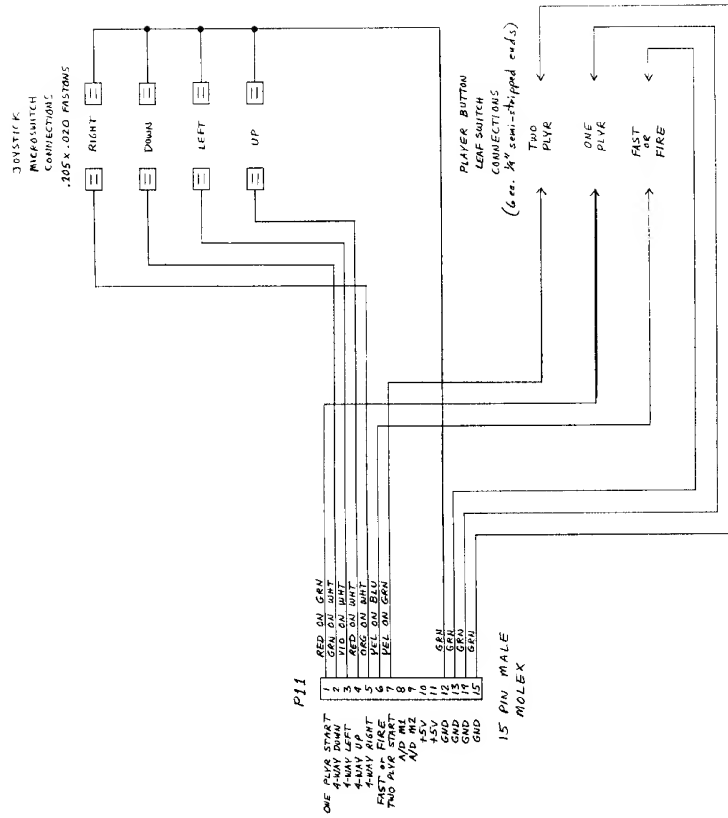 JOYSTICK
MICROSWITCH
CONNECTIONS
.205 x .020 FASTONS
RIGHT
DOWN
LEFT
UP
PLAYER BUTTON
LEAF SWITCH
CONNECTIONS
(6 ea. ¼" semi-stripped ends)
TWO
PLYR
ONE
PLYR
FAST
or
FIRE
RED ON GRN
GRN ON WHT
VIO ON WHT
RED ON WHT
ORG ON WHT
YEL ON BLU
YEL ON GRN
GRN
GRN
GRN
GRN
P11
1
2
3
4
5
6
7
8
9
10
11
12
13
14
15
ONE PLYR START
4-WAY DOWN
4-WAY LEFT
4-WAY UP
4-WAY RIGHT
FAST or FIRE
TWO PLYR START
A/D M1
A/D M2
+5V
+5V
GND
GND
GND
GND
15 PIN MALE
MOLEX